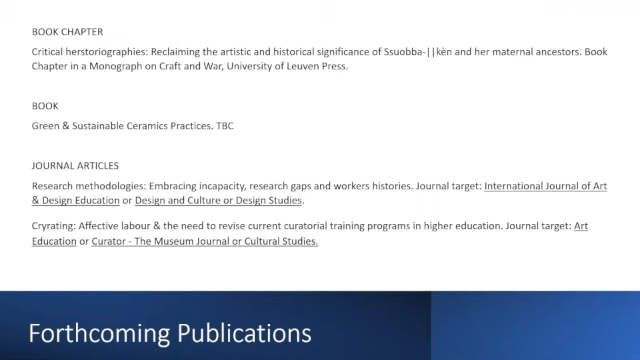 BOOK CHAPTER
Critical herstoriographies: Reclaiming the artistic and historical significance of Ssuobba-||kèn and her maternal ancestors. Book
Chapter in a Monograph on Craft and War, University of Leuven Press.
BOOK
Green & Sustainable Ceramics Practices. TBC
JOURNAL ARTICLES
Research methodologies: Embracing incapacity, research gaps and workers histories. Journal target: International Journal of Art
& Design Education or Design and Culture or Design Studies.
Cryrating: Affective labour & the need to revise current curatorial training programs in higher education. Journal target: Art
Education or Curator - The Museum Journal or Cultural Studies.
Forthcoming Publications